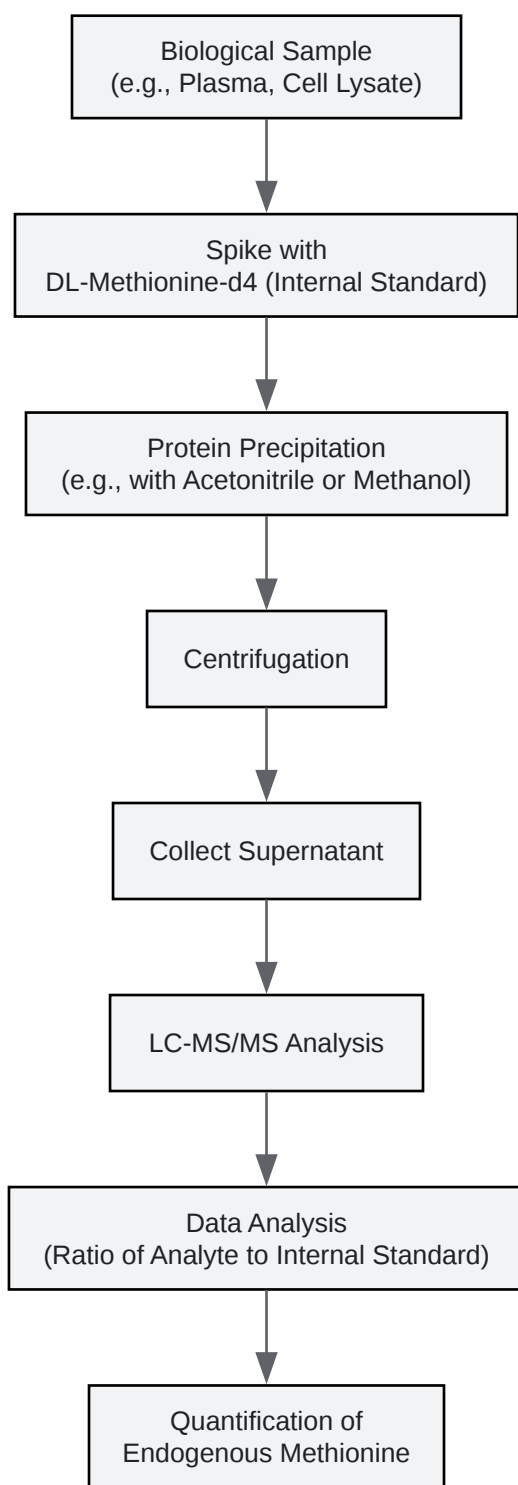 Biological Sample
(e.g., Plasma, Cell Lysate)
Spike with
DL-Methionine-d4 (Internal Standard)
Protein Precipitation
(e.g., with Acetonitrile or Methanol)
Centrifugation
Collect Supernatant
LC-MS/MS Analysis
Data Analysis
(Ratio of Analyte to Internal Standard)
Quantification of
Endogenous Methionine